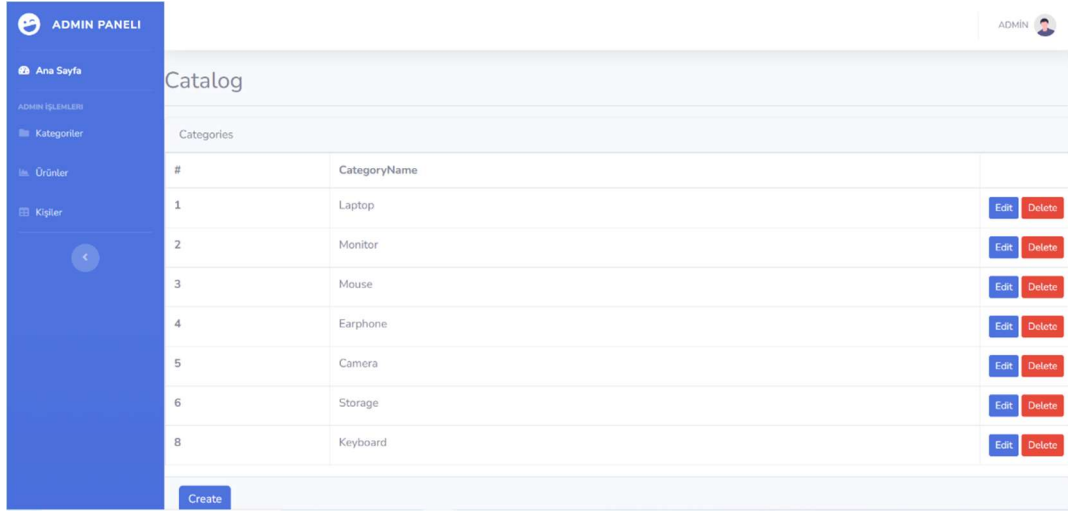 ADMIN PANELI
ADMİN
Ana Sayfa
ADMIN İŞLEMLERI
Kategoriler
Ürünler
Kişiler
Catalog
Categories
# CategoryName
1 Laptop Edit Delete
2 Monitor Edit Delete
3 Mouse Edit Delete
4 Earphone Edit Delete
5 Camera Edit Delete
6 Storage Edit Delete
8 Keyboard Edit Delete
Create